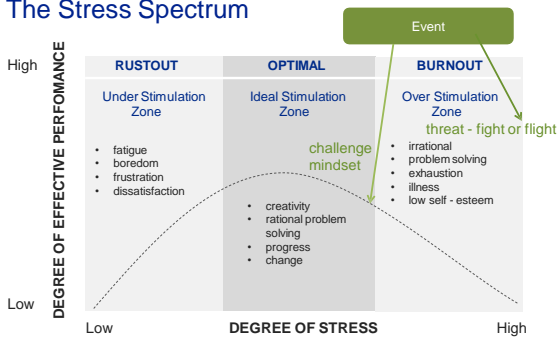 The Stress Spectrum
Event
High
RUSTOUT
OPTIMAL
BURNOUT
Under Stimulation
Zone
Ideal Stimulation
Zone
Over Stimulation
Zone
threat - fight or flight
challenge
mindset
• fatigue
• boredom
• frustration
• dissatisfaction
• creativity
• rational problem
solving
• progress
• change
• irrational
• problem solving
• exhaustion
• illness
• low self - esteem
DEGREE OF EFFECTIVE PERFOMANCE
Low
Low
DEGREE OF STRESS
High